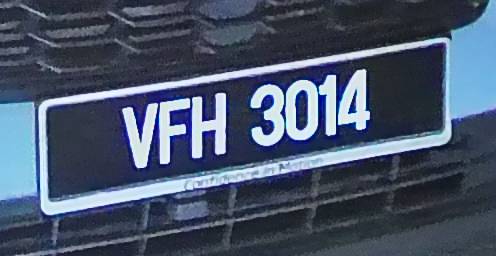 VFH 3014
Confidence in Motion